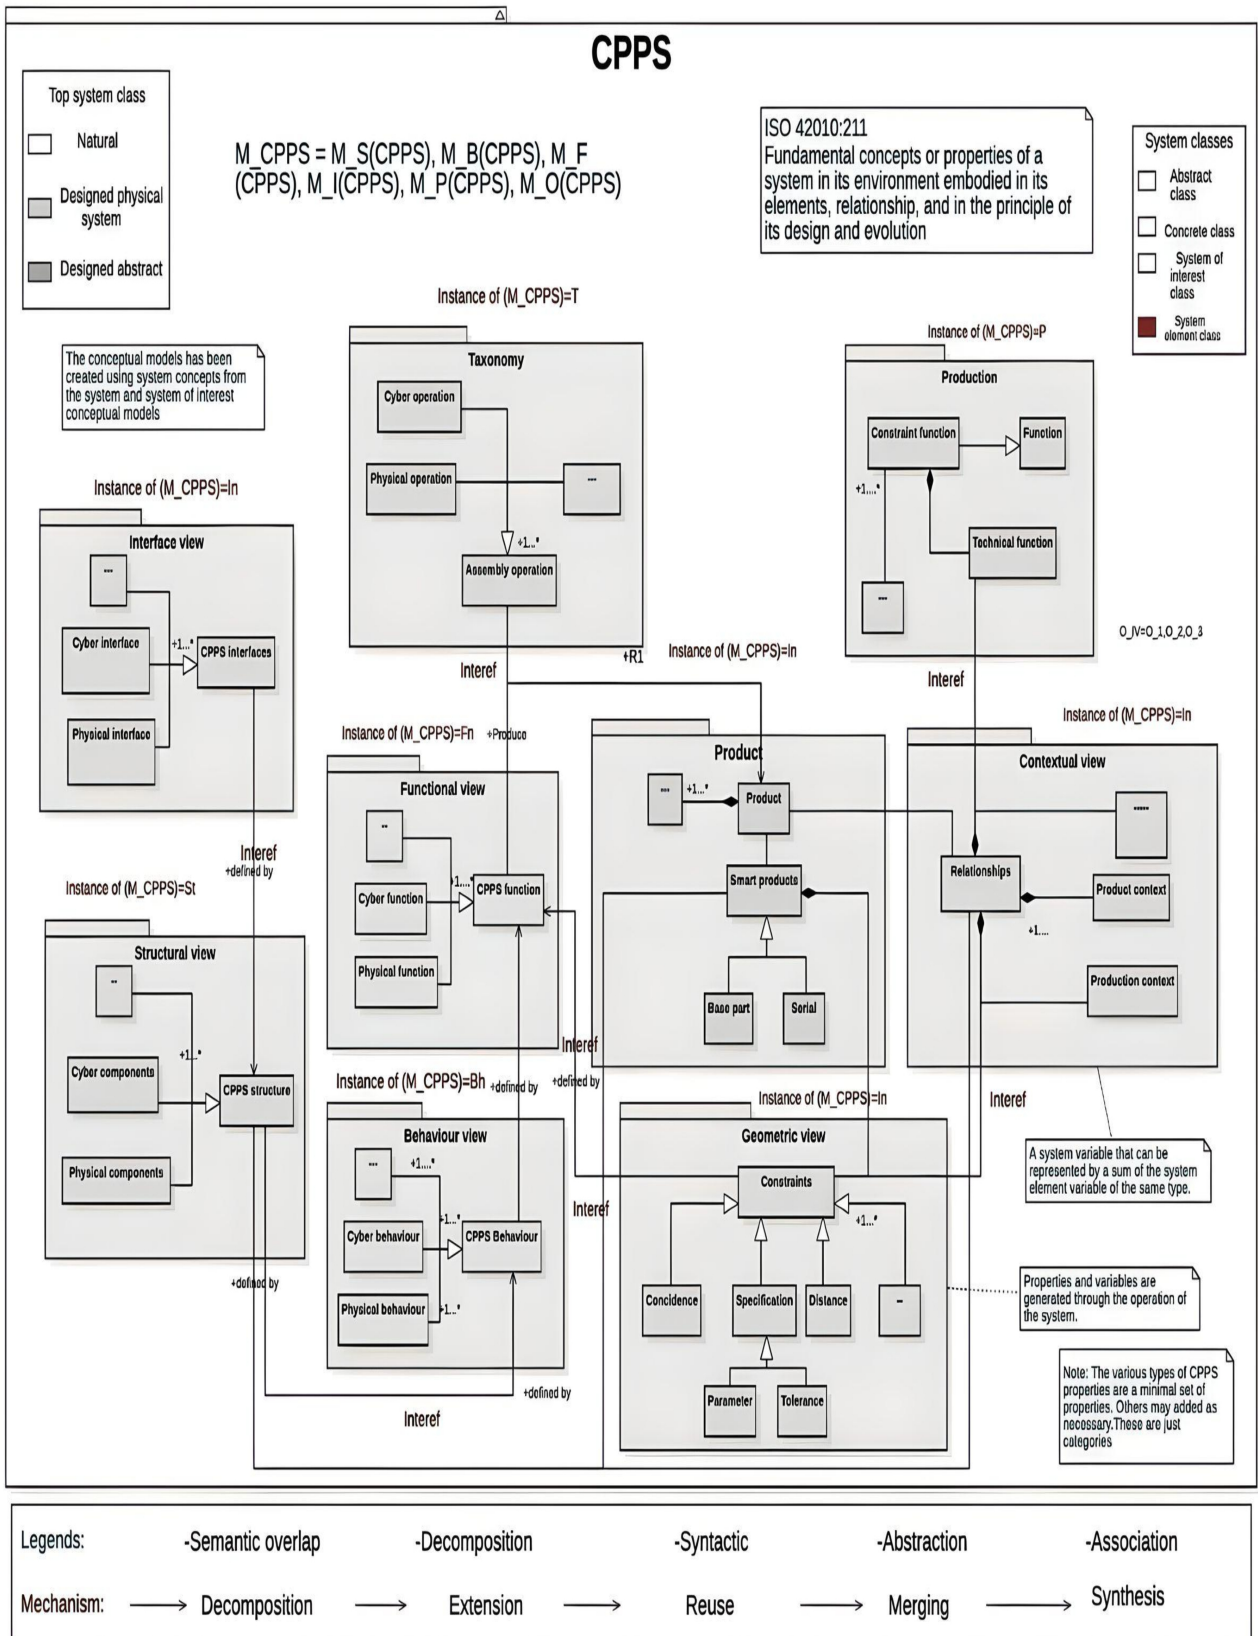 CPPS
Top system class
Natural
Designed physical
system
Designed abstract
M_CPPS = M_S(CPPS), M_B(CPPS), M_F
(CPPS), M_I(CPPS), M_P(CPPS), M_O(CPPS)
ISO 42010:211
Fundamental concepts or properties of a
system in its environment embodied in its
elements, relationship, and in the principle of
its design and evolution
System classes
Abstract
class
Concrete class
System of
interest
class
System
element class
The conceptual models has been
created using system concepts from
the system and system of interest
conceptual models
Instance of (M_CPPS)=T
Taxonomy
Cyber operation
Physical operation
---
+1...*
Assembly operation
Interef
+R1
Instance of (M_CPPS)=P
Production
Constraint function
Function
+1....*
Technical function
---
O_IV=O_1,O_2,O_3
Interef
Instance of (M_CPPS)=In
Interface view
---
Cyber interface
+1...*
CPPS interfaces
Physical interface
Interef
+defined by
Instance of (M_CPPS)=Fn
+Produce
Functional view
--
+1....*
Cyber function
CPPS function
Physical function
Interef
+defined by
Instance of (M_CPPS)=In
Product
---
+1...*
Product
Smart products
Base part
Serial
Instance of (M_CPPS)=In
Contextual view
-----
Relationships
Product context
+1....
Production context
Interef
Instance of (M_CPPS)=St
Structural view
--
+1...*
Cyber components
CPPS structure
Physical components
+defined by
Instance of (M_CPPS)=Bh
+defined by
Behaviour view
---
+1....*
+1...*
Cyber behaviour
CPPS Behaviour
Physical behaviour
+1...*
+defined by
Interef
Interef
Instance of (M_CPPS)=In
Geometric view
Constraints
+1...*
Concidence
Specification
Distance
--
Parameter
Tolerance
A system variable that can be
represented by a sum of the system
element variable of the same type.
Properties and variables are
generated through the operation of
the system.
Note: The various types of CPPS
properties are a minimal set of
properties. Others may added as
necessary.These are just
categories
Legends: -Semantic overlap -Decomposition -Syntactic -Abstraction -Association
Mechanism: Decomposition Extension Reuse Merging Synthesis